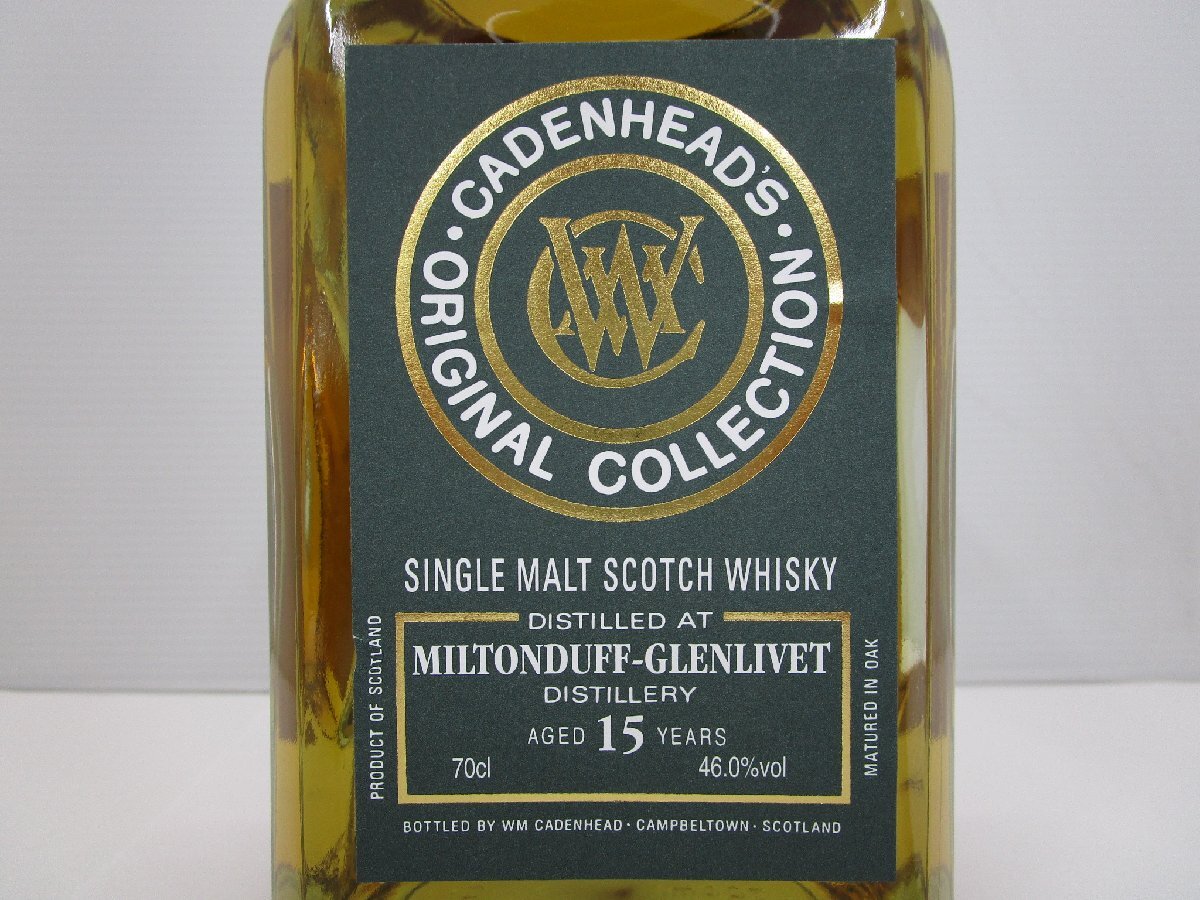 · CADENHEAD'S ·
ORIGINAL COLLECTION
WMC
SINGLE MALT SCOTCH WHISKY
DISTILLED AT
MILTONDUFF-GLENLIVET
DISTILLERY
AGED 15 YEARS
70cl 46.0%vol
PRODUCT OF SCOTLAND
MATURED IN OAK
BOTTLED BY WM CADENHEAD · CAMPBELTOWN · SCOTLAND